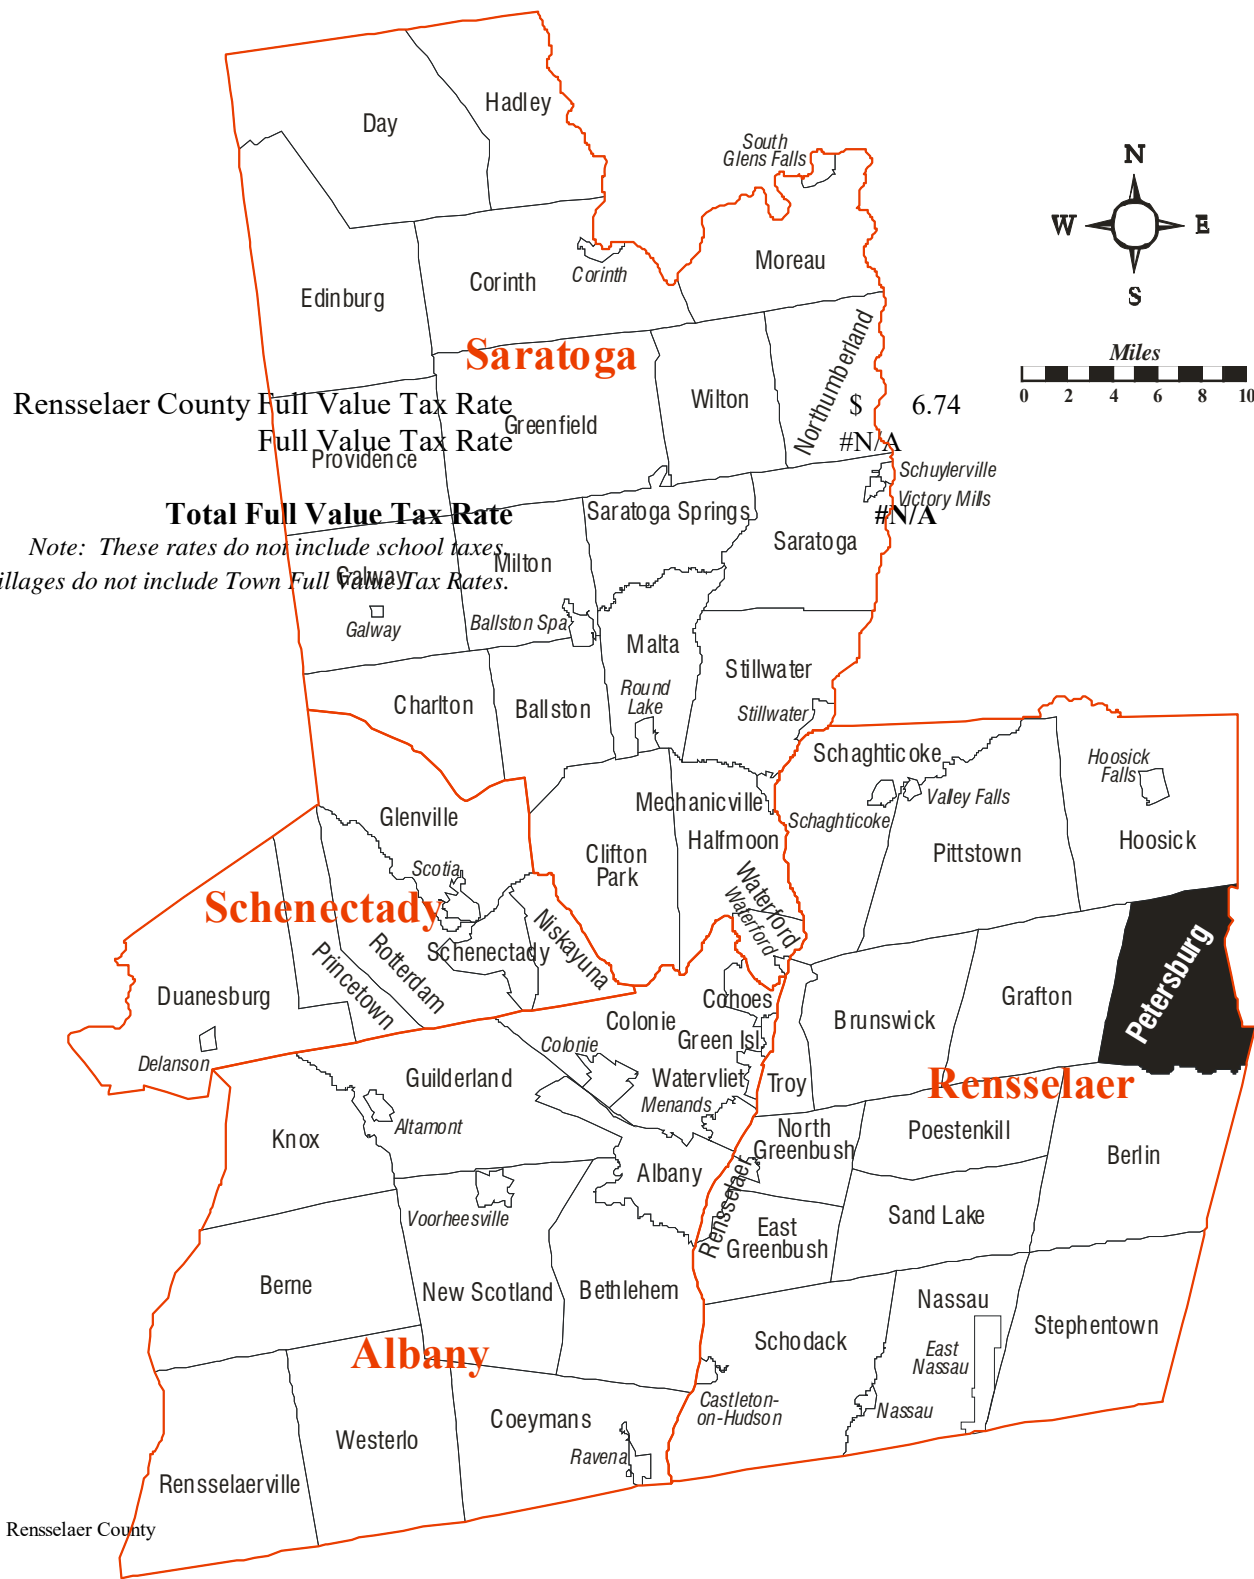 Hadley
Day
South
Glens Falls
N
W
E
S
Moreau
Corinth
Corinth
Edinburg
Northumberland
Saratoga
Miles
0 2 4 6 8 10
Wilton
Rensselaer County Full Value Tax Rate $ 6.74
Greenfield
Full Value Tax Rate #N/A
Providence
Schuylerville
Victory Mills
Total Full Value Tax Rate #N/A
Saratoga Springs
Saratoga
Note: These rates do not include school taxes.
Milton
Galway
illages do not include Town Full Value Tax Rates.
Galway
Ballston Spa
Malta
Stillwater
Round
Lake
Charlton
Ballston
Stillwater
Schaghticoke
Hoosick
Falls
Valley Falls
Mechanicville
Schaghticoke
Glenville
Halfmoon
Hoosick
Clifton
Park
Pittstown
Scotia
Waterford
Waterford
Schenectady
Niskayuna
Schenectady
Rotterdam
Princetown
Petersburg
Duanesburg
Grafton
Cohoes
Colonie
Brunswick
Green Isl
Colonie
Delanson
Guilderland
Watervliet
Troy
Rensselaer
Menands
Altamont
Knox
North
Greenbush
Poestenkill
Berlin
Albany
Rensselaer
Voorheesville
Sand Lake
East
Greenbush
Berne
New Scotland
Bethlehem
Nassau
Stephentown
Schodack
Albany
East
Nassau
Castleton-
on-Hudson
Nassau
Coeymans
Westerlo
Ravena
Rensselaerville
Rensselaer County